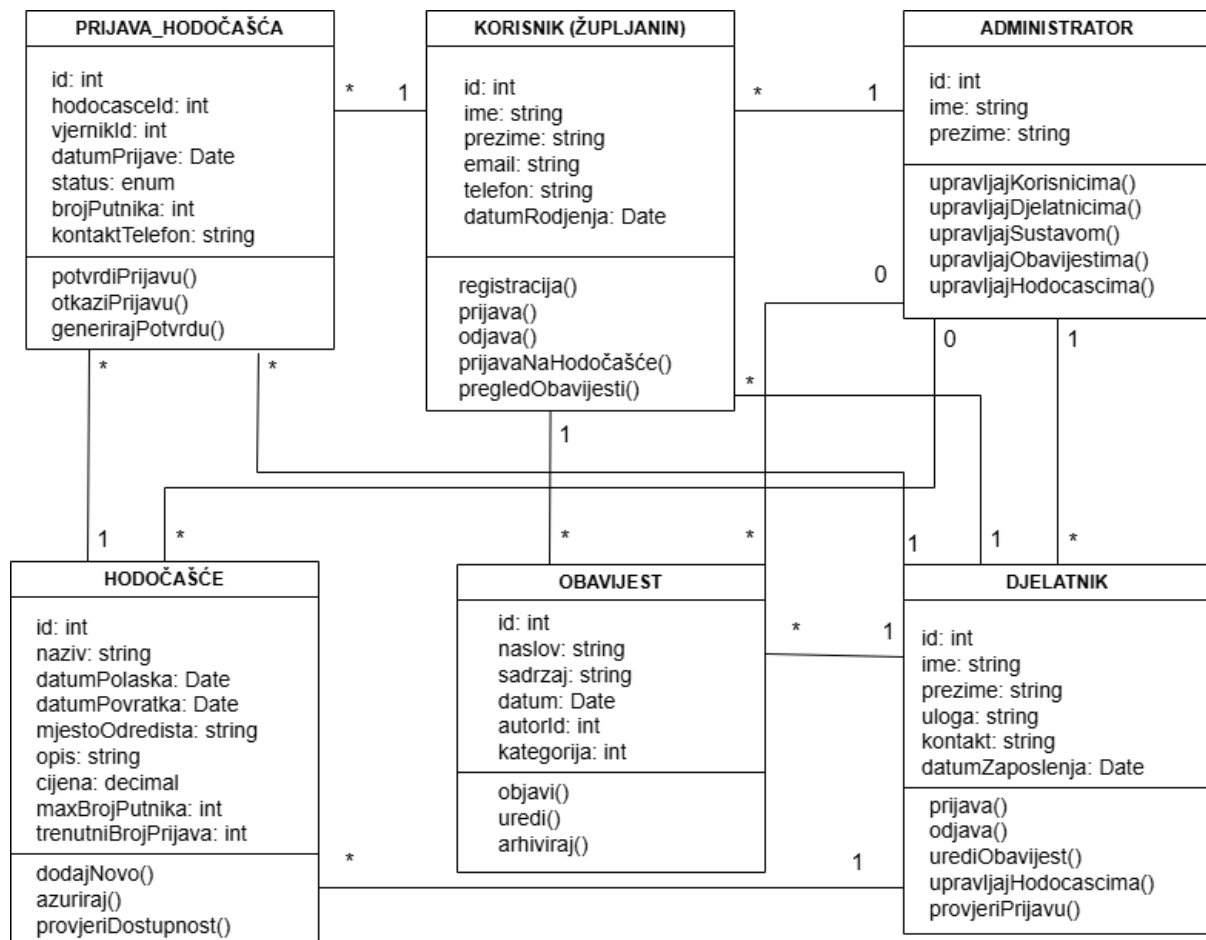 PRIJAVA_HODOČAŠĆA
id: int
hodocasceId: int
vjernikId: int
datumPrijave: Date
status: enum
brojPutnika: int
kontaktTelefon: string
potvrdiPrijavu()
otkaziPrijavu()
generirajPotvrdu()
*
1
KORISNIK (ŽUPLJANIN)
id: int
ime: string
prezime: string
email: string
telefon: string
datumRodjenja: Date
registracija()
prijava()
odjava()
prijavaNaHodočašće()
pregledObavijesti()
*
1
ADMINISTRATOR
id: int
ime: string
prezime: string
upravljajKorisnicima()
upravljajDjelatnicima()
upravljajSustavom()
upravljajObavijestima()
upravljajHodocascima()
0
0
1
*
*
*
1
1
*
*
*
1
1
*
HODOČAŠĆE
id: int
naziv: string
datumPolaska: Date
datumPovratka: Date
mjestoOdredista: string
opis: string
cijena: decimal
maxBrojPutnika: int
trenutniBrojPrijava: int
dodajNovo()
azuriraj()
provjeriDostupnost()
OBAVIJEST
id: int
naslov: string
sadrzaj: string
datum: Date
autorId: int
kategorija: int
objavi()
uredi()
arhiviraj()
*
1
*
1
DJELATNIK
id: int
ime: string
prezime: string
uloga: string
kontakt: string
datumZaposlenja: Date
prijava()
odjava()
urediObavijest()
upravljajHodocascima()
provjeriPrijavu()